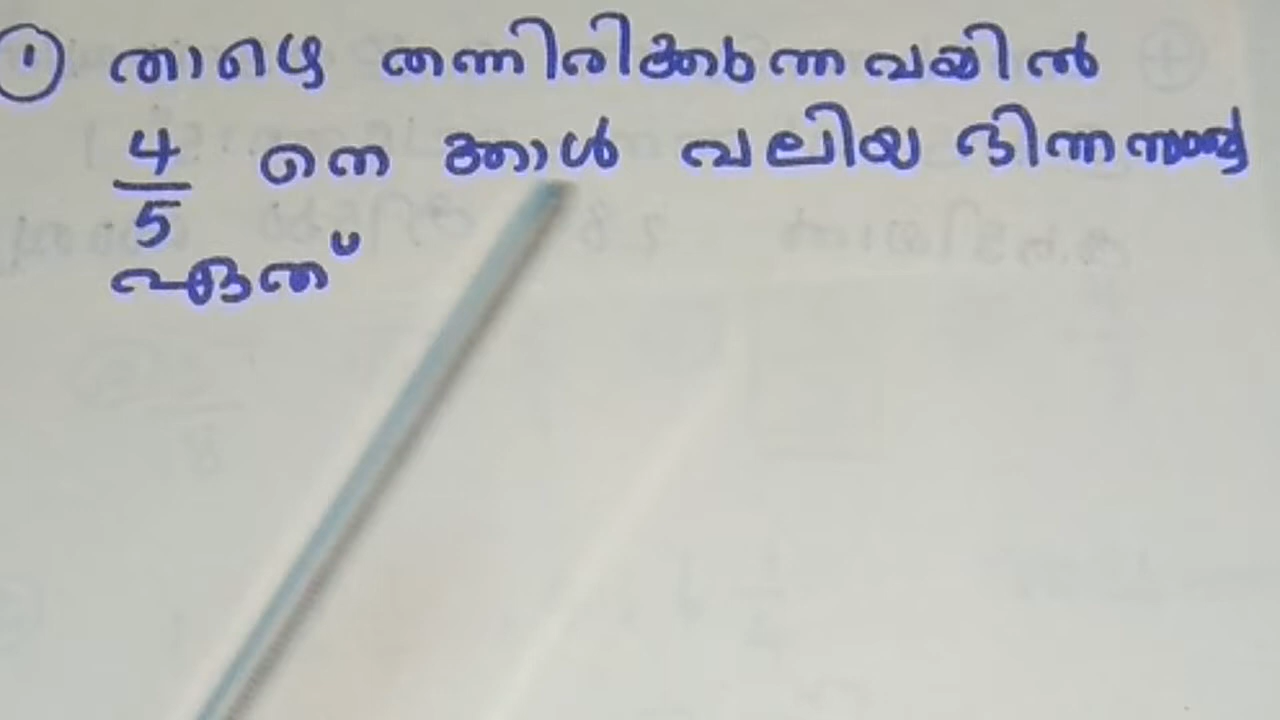 ① താഴെ തന്നിരിക്കുന്നവയിൽ
4/5 നെ ക്കാൾ വലിയ ഭിന്നസംഖ്യ
ഏത്